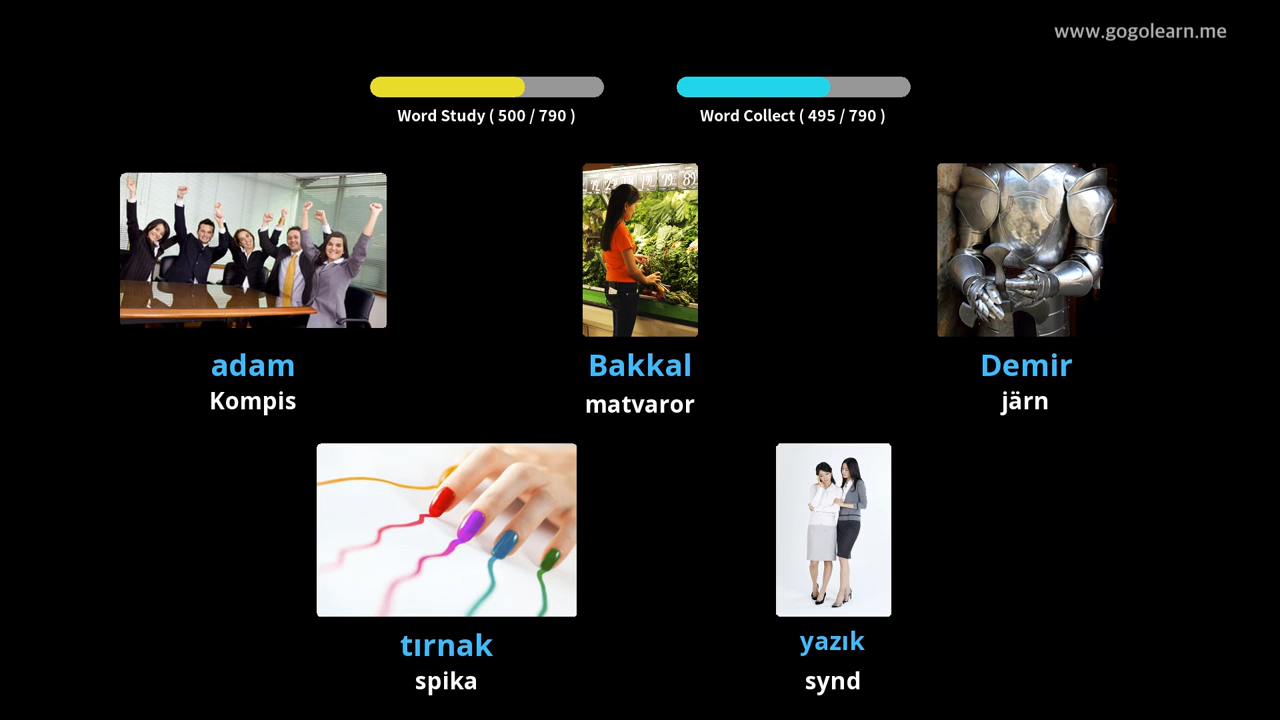 www.gogolearn.me
Word Study ( 500 / 790 )
Word Collect ( 495 / 790 )
adam
Kompis
Bakkal
matvaror
Demir
järn
tırnak
spika
yazık
synd